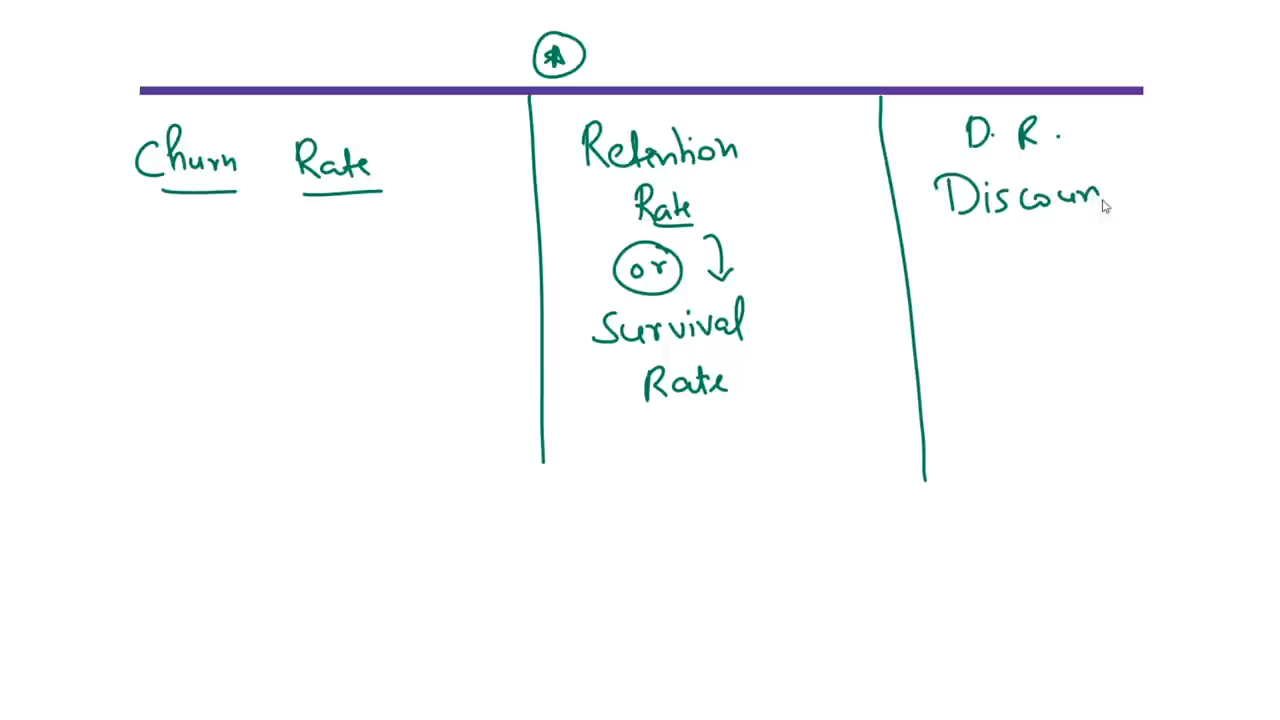 Churn Rate
Retention
Rate
or
Survival
Rate
D. R.
Discoun